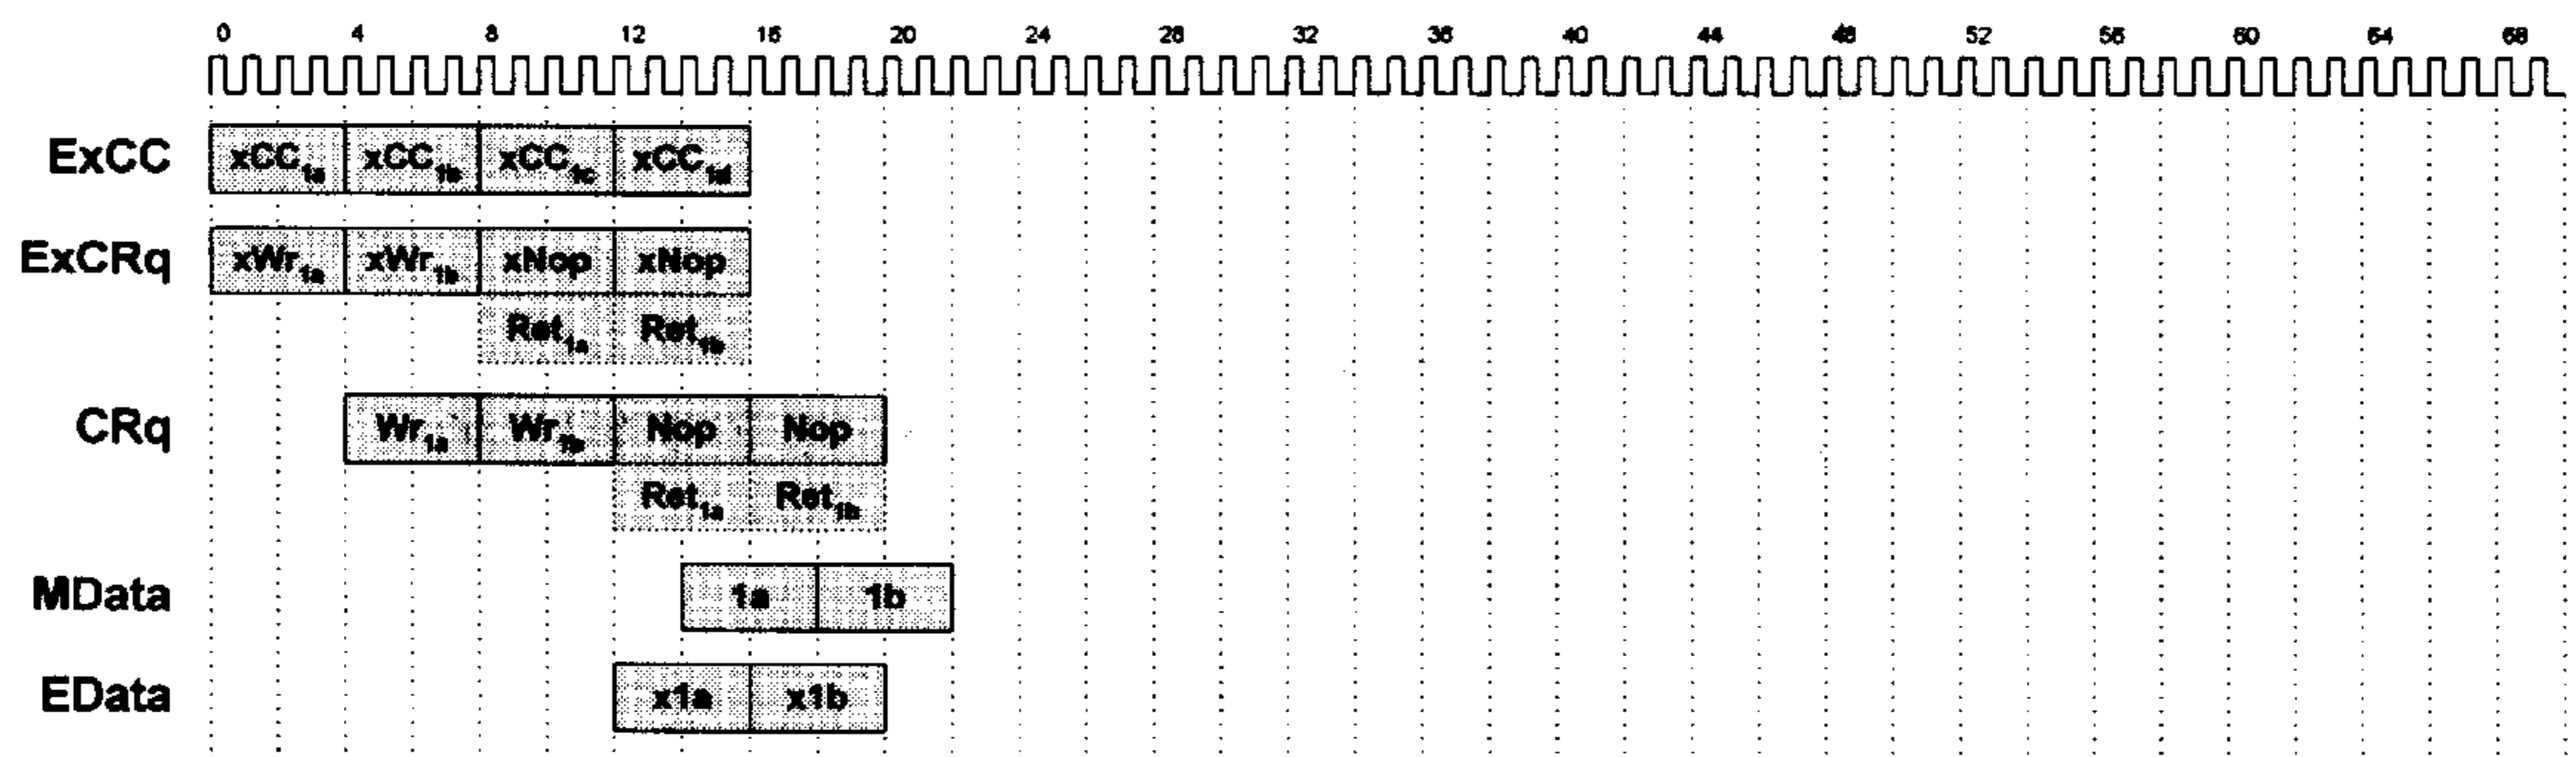 0 4 8 12 16 20 24 28 32 36 40 44 48 52 56 60 64 68
ExCC xCC1a xCC1b xCC1c xCC1d
ExCRq xWr1a xWr1b xNop xNop
Ret1a Ret1b
CRq Wr1a Wr1b Nop Nop
Ret1a Ret1b
MData 1a 1b
EData x1a x1b